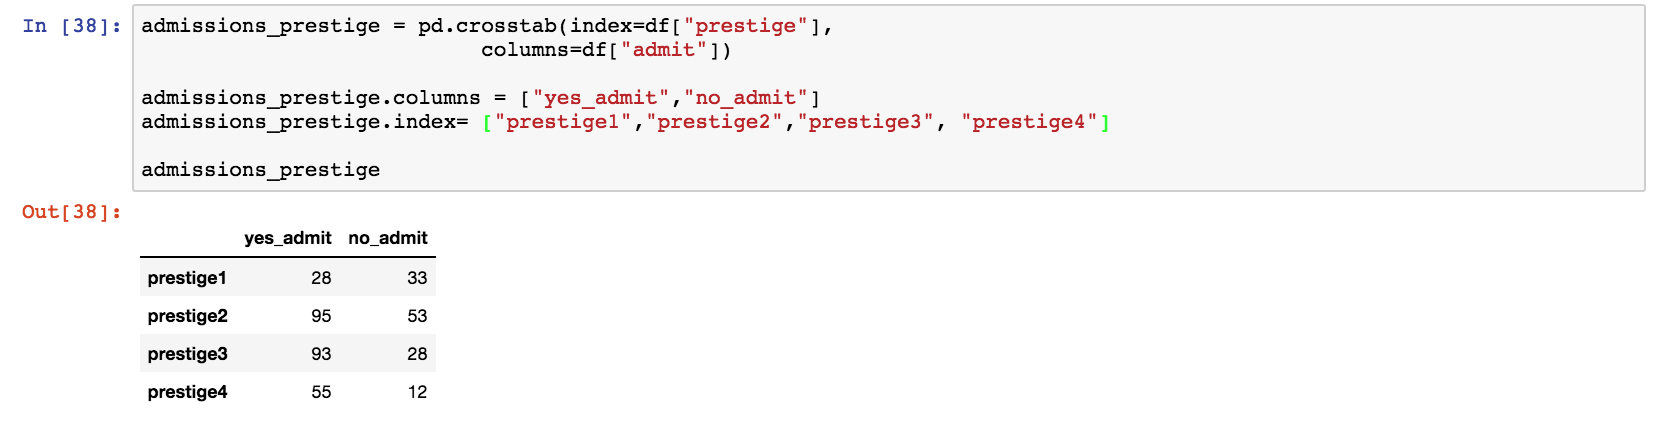 In [38]: admissions_prestige = pd.crosstab(index=df["prestige"],
columns=df["admit"])
admissions_prestige.columns = ["yes_admit","no_admit"]
admissions_prestige.index= ["prestige1","prestige2","prestige3", "prestige4"]
admissions_prestige
Out[38]:
yes_admit no_admit
prestige1 28 33
prestige2 95 53
prestige3 93 28
prestige4 55 12